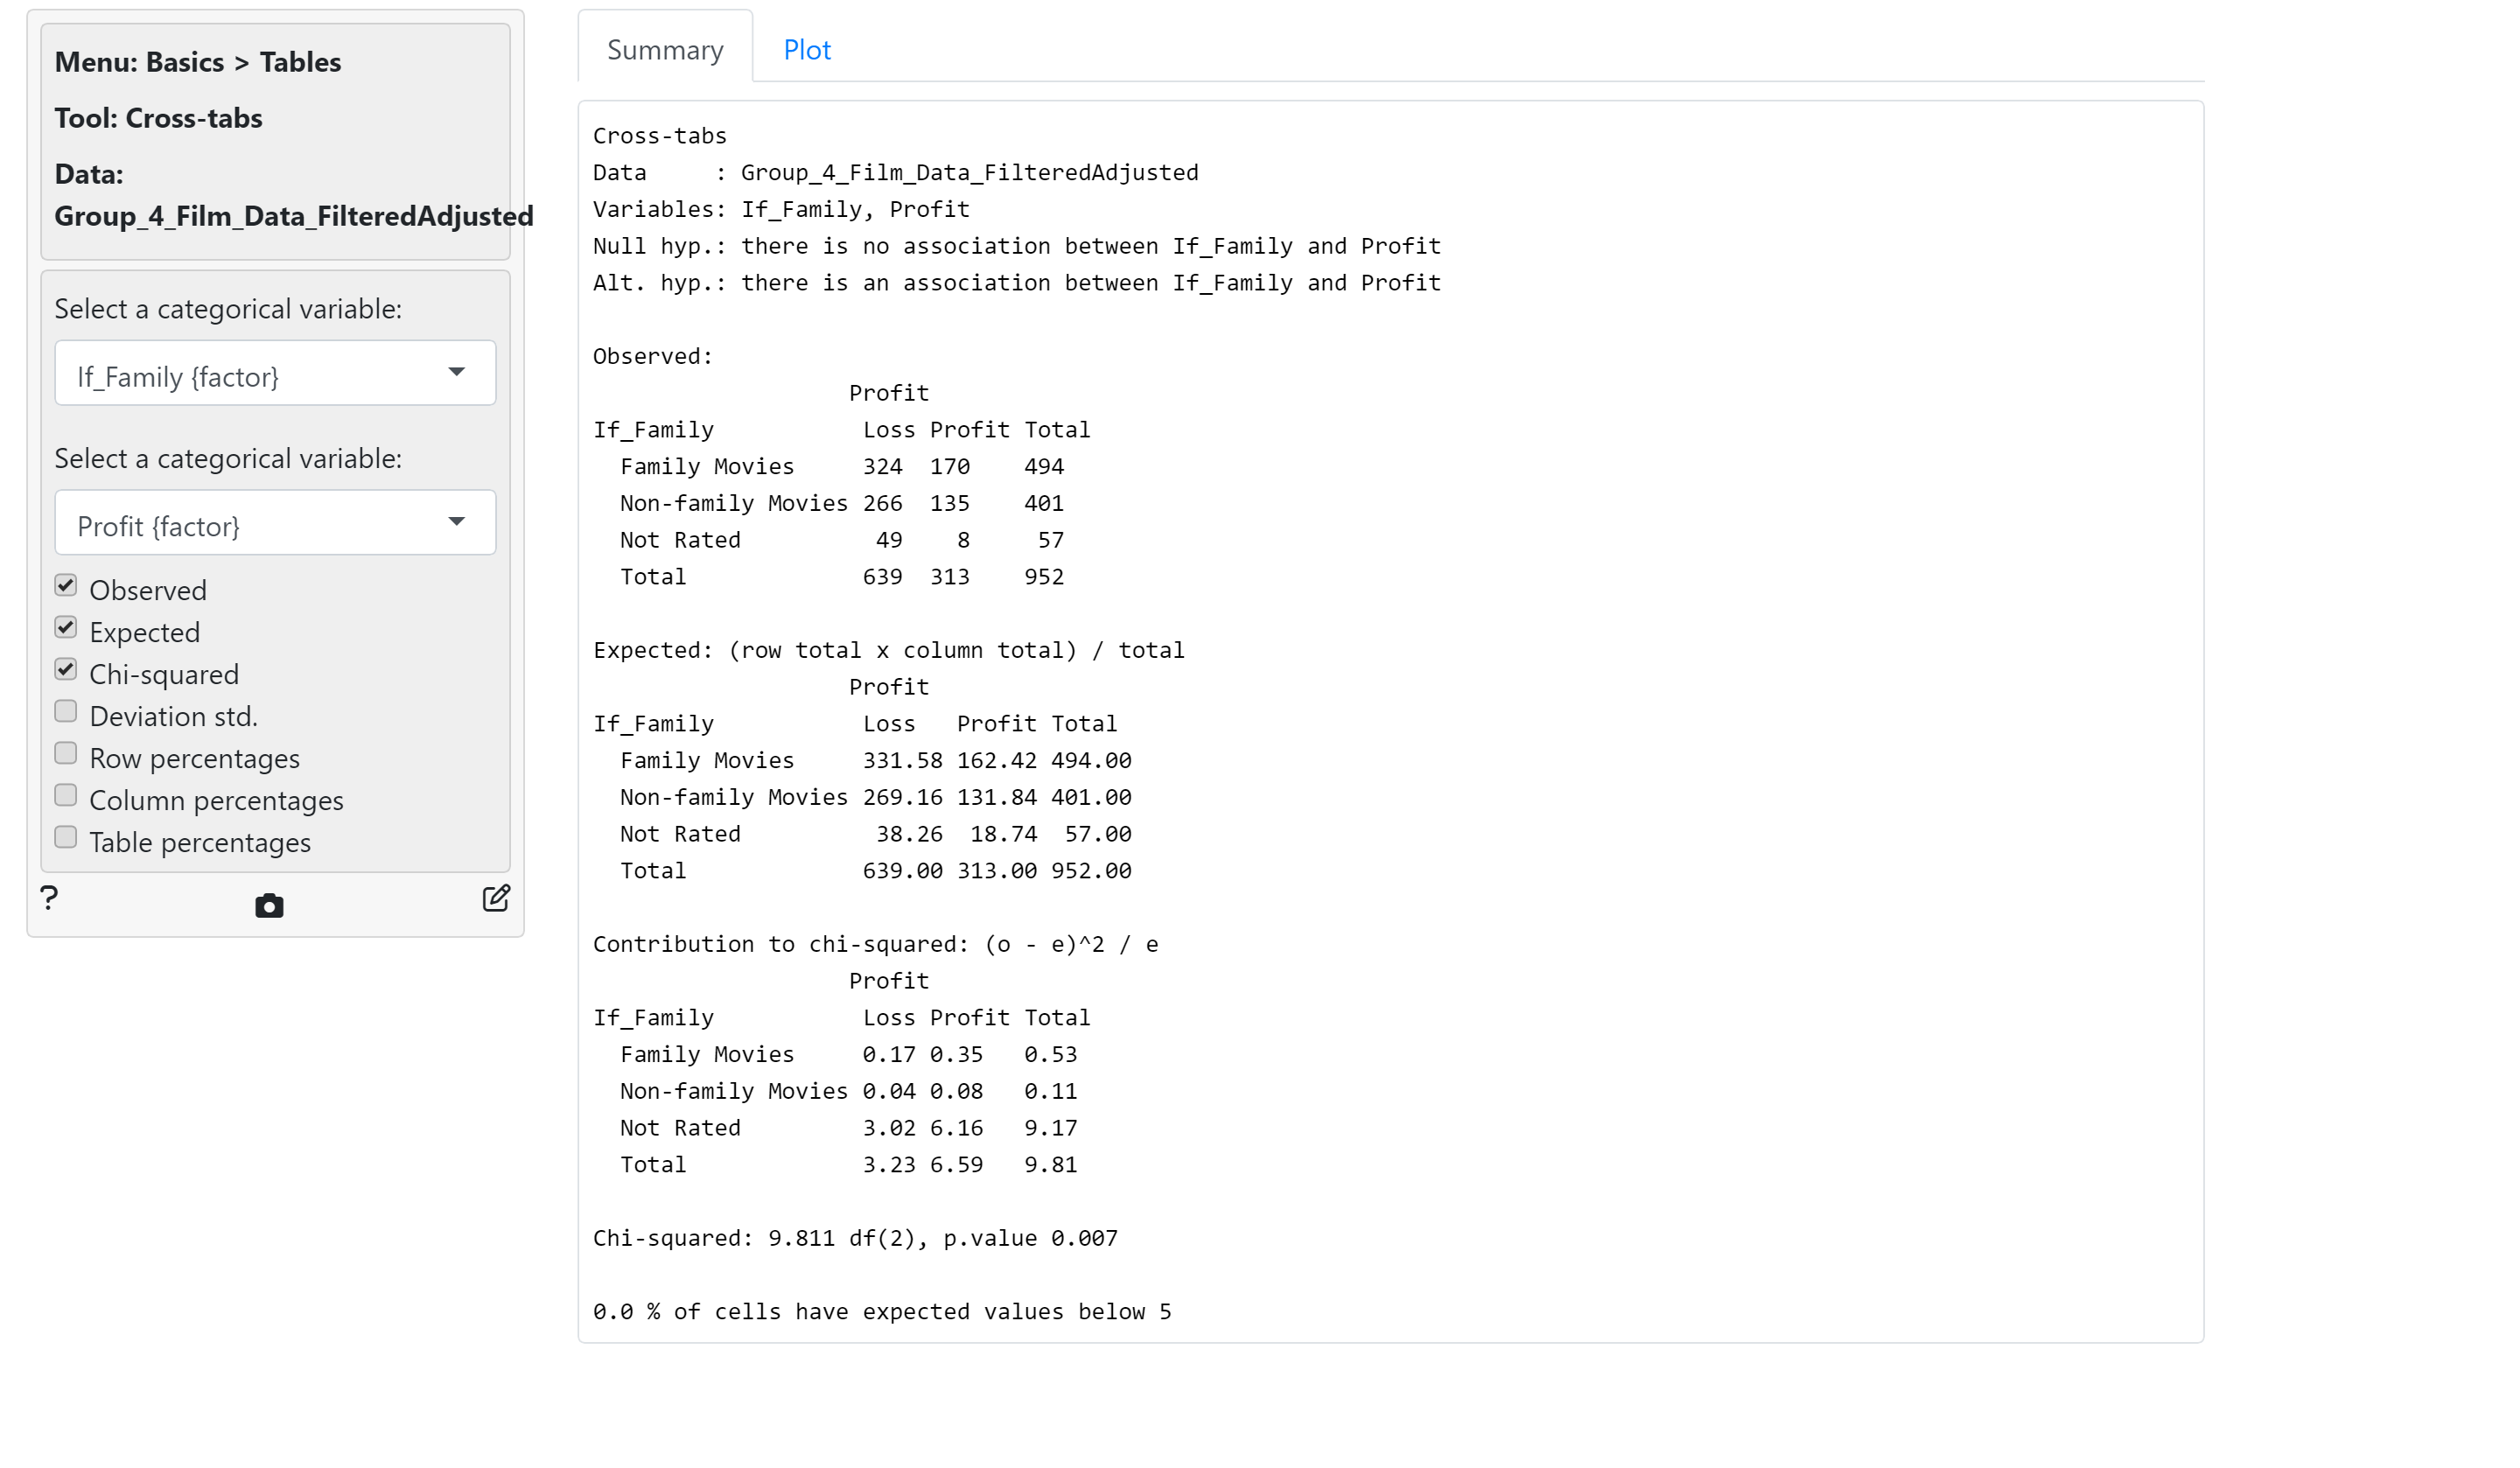 Menu: Basics > Tables
Tool: Cross-tabs
Data:
Group_4_Film_Data_FilteredAdjusted
Select a categorical variable:
If_Family {factor}
Select a categorical variable:
Profit {factor}
Observed
Expected
Chi-squared
Deviation std.
Row percentages
Column percentages
Table percentages
?
Summary Plot
Cross-tabs
Data     : Group_4_Film_Data_FilteredAdjusted
Variables: If_Family, Profit
Null hyp.: there is no association between If_Family and Profit
Alt. hyp.: there is an association between If_Family and Profit
Observed:
                   Profit
If_Family           Loss Profit Total
  Family Movies     324  170    494
  Non-family Movies 266  135    401
  Not Rated          49    8     57
  Total             639  313    952
Expected: (row total x column total) / total
                   Profit
If_Family           Loss   Profit Total
  Family Movies     331.58 162.42 494.00
  Non-family Movies 269.16 131.84 401.00
  Not Rated          38.26  18.74  57.00
  Total             639.00 313.00 952.00
Contribution to chi-squared: (o - e)^2 / e
                   Profit
If_Family           Loss Profit Total
  Family Movies     0.17 0.35   0.53
  Non-family Movies 0.04 0.08   0.11
  Not Rated         3.02 6.16   9.17
  Total             3.23 6.59   9.81
Chi-squared: 9.811 df(2), p.value 0.007
0.0 % of cells have expected values below 5